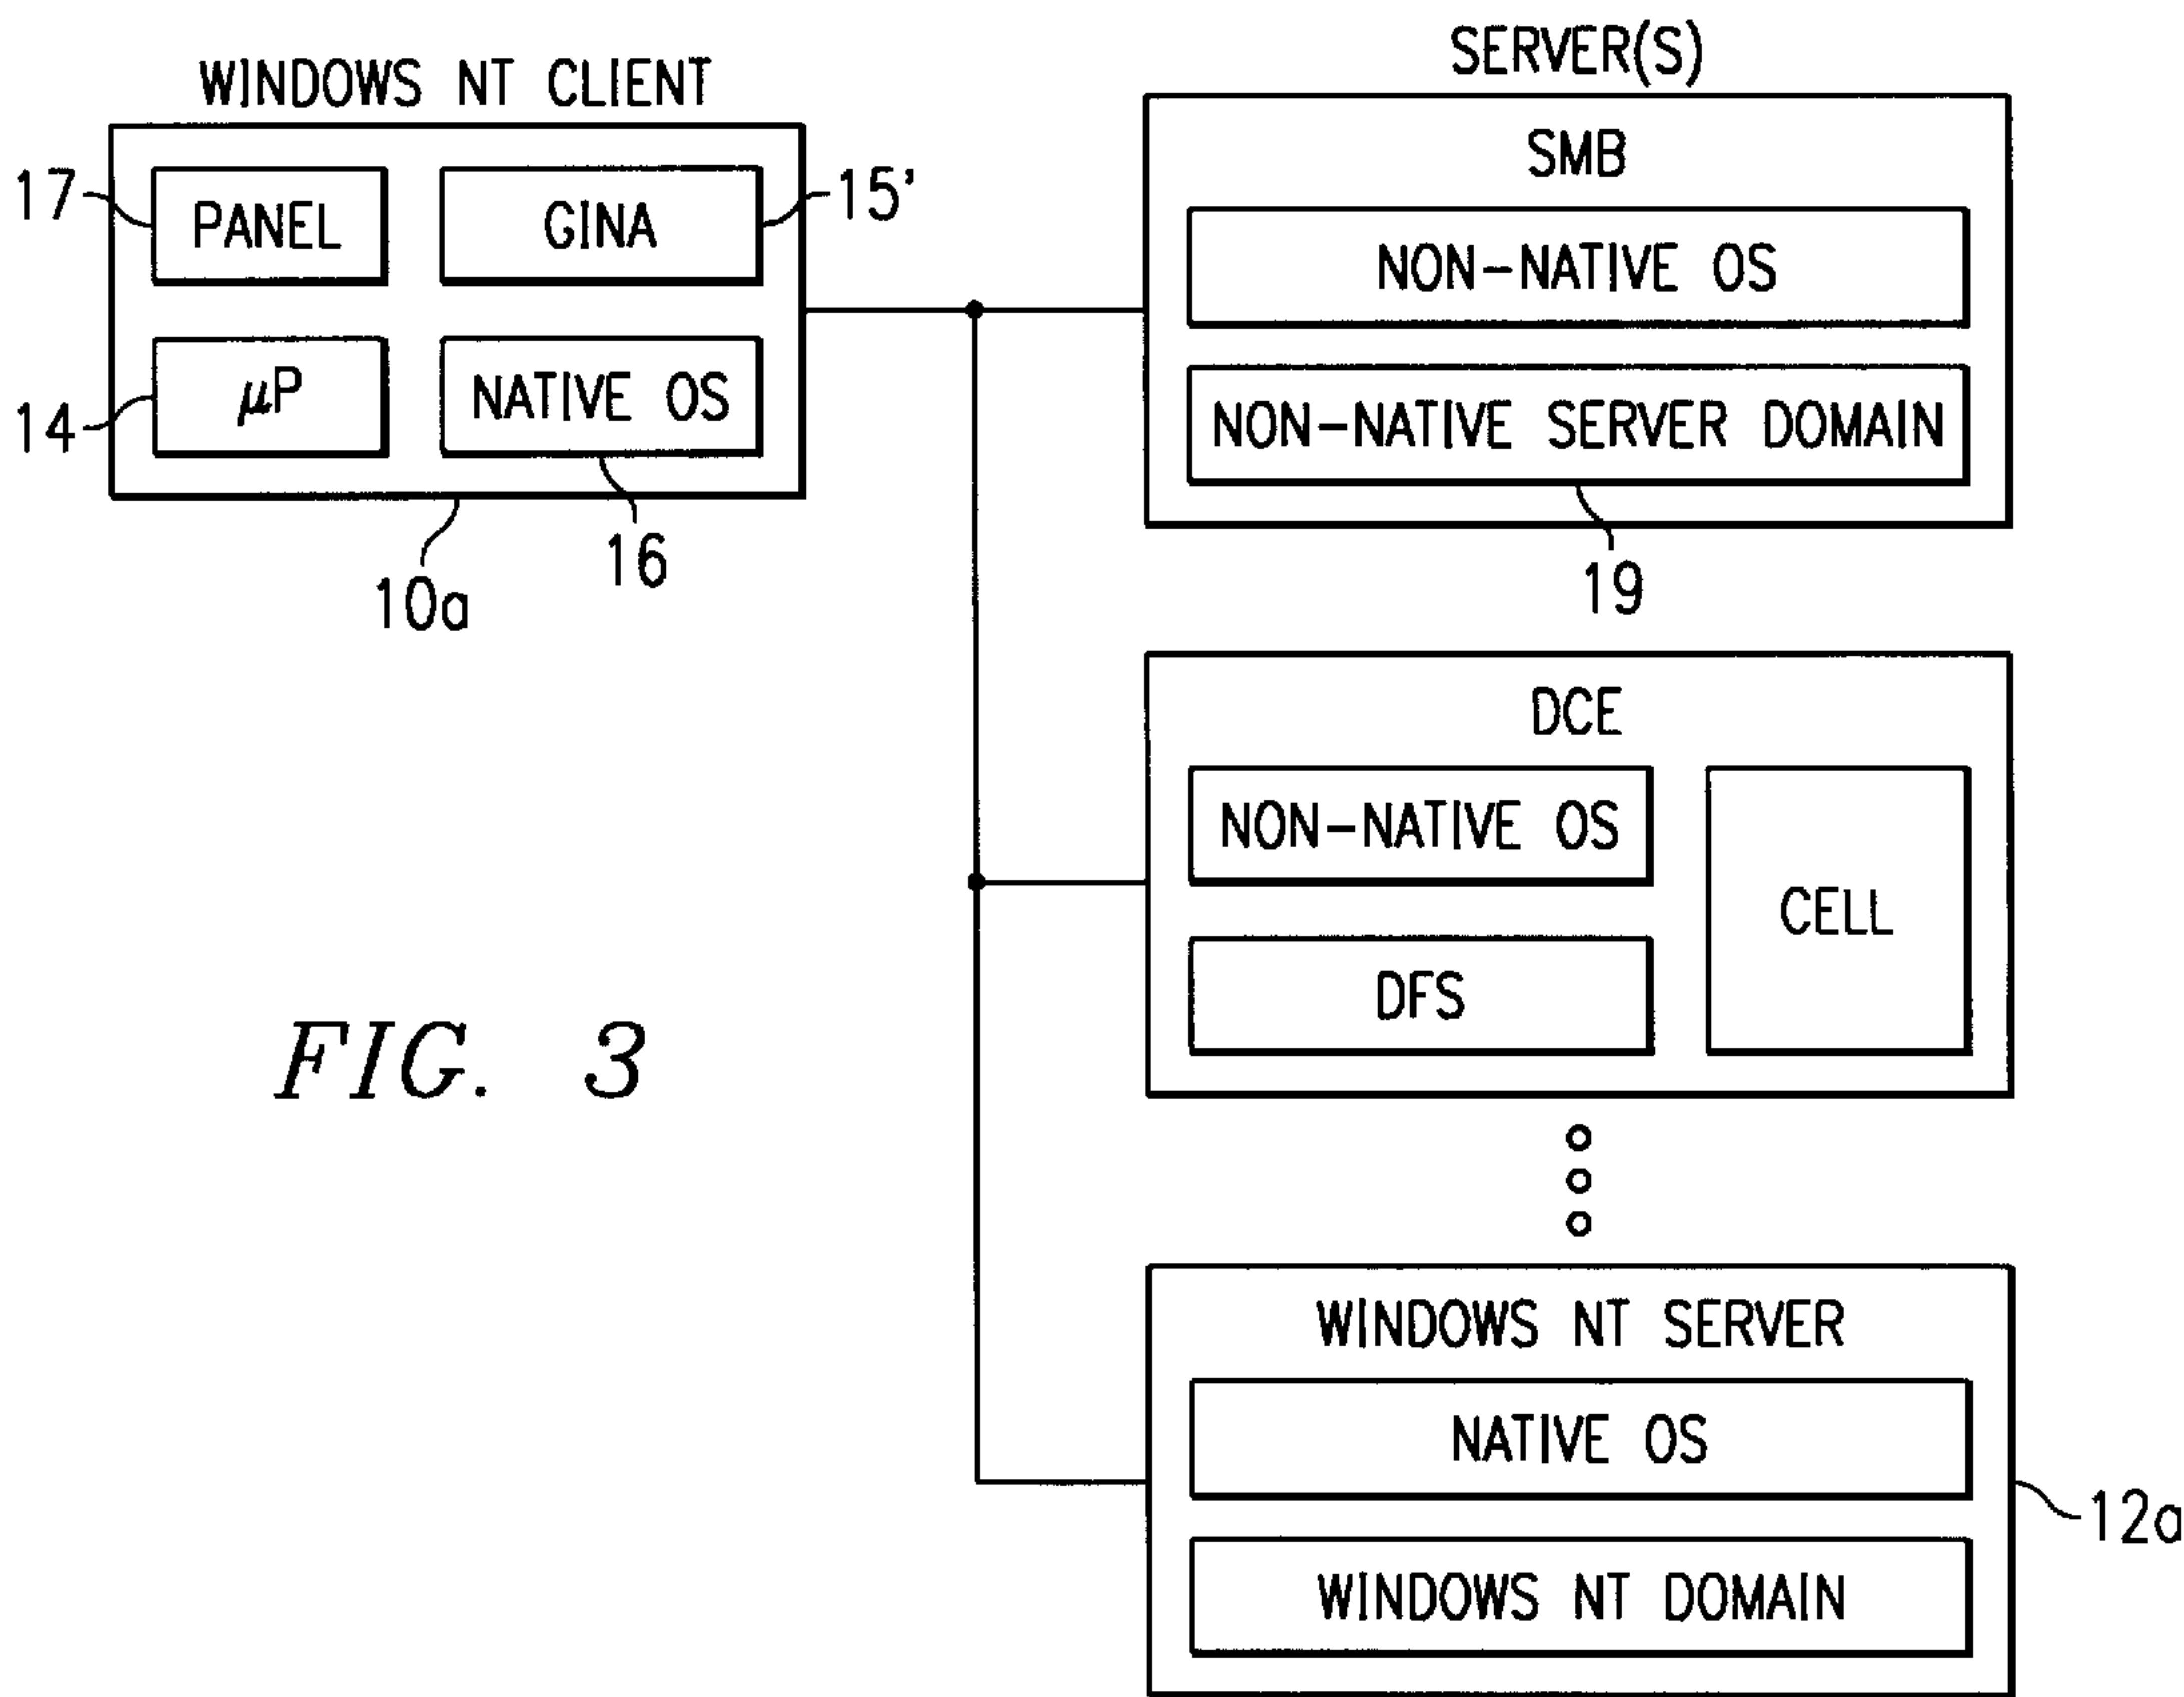 SERVER(S)
WINDOWS NT CLIENT
17
PANEL
GINA
15'
14
µP
NATIVE OS
16
10a
SMB
NON-NATIVE OS
NON-NATIVE SERVER DOMAIN
19
DCE
NON-NATIVE OS
CELL
DFS
FIG. 3
WINDOWS NT SERVER
NATIVE OS
12a
WINDOWS NT DOMAIN